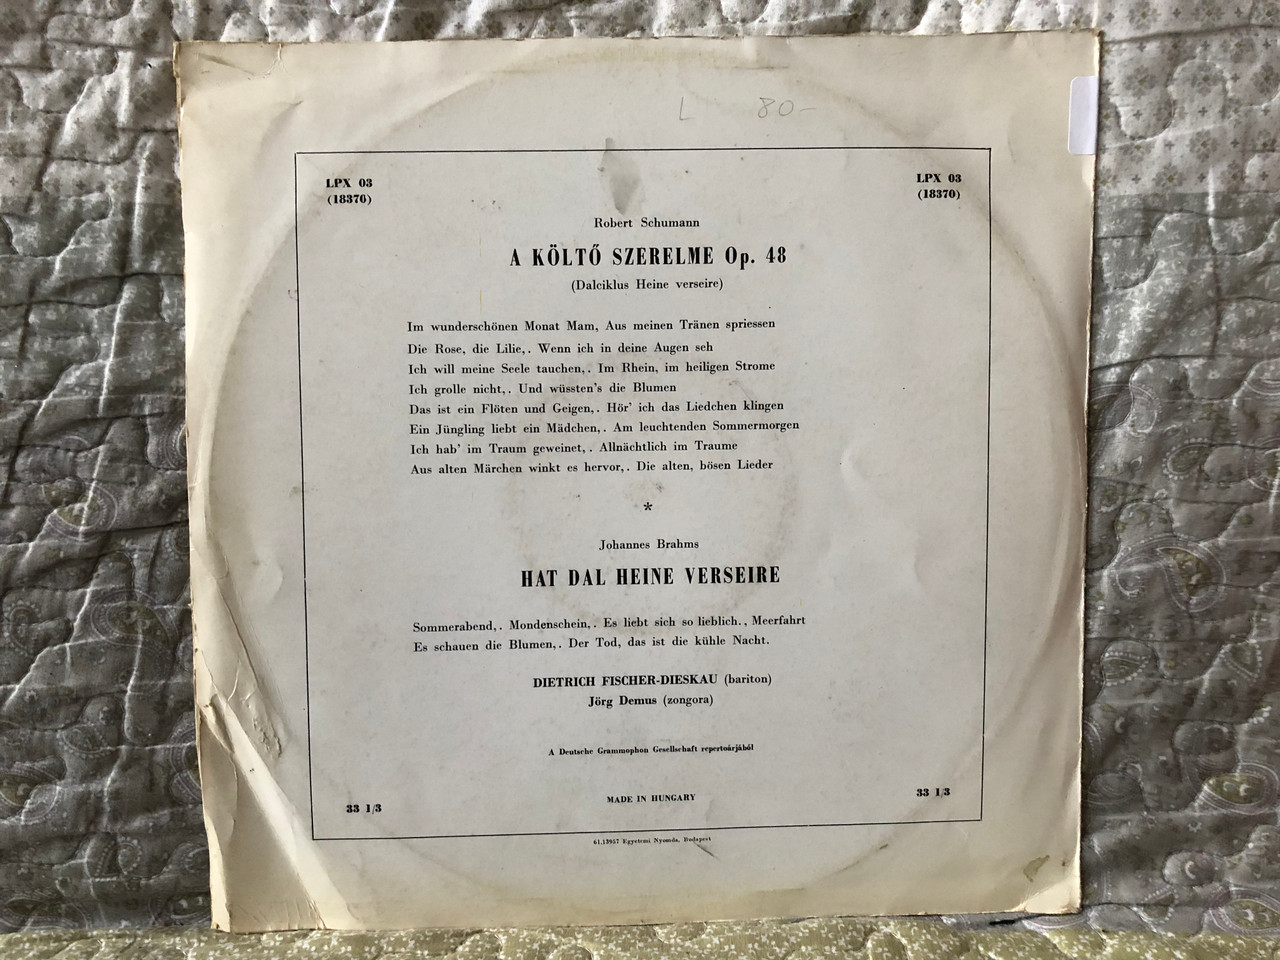 L 80-
LPX 03
(18370)
LPX 03
(18370)
Robert Schumann
A KÖLTŐ SZERELME Op. 48
(Dalciklus Heine verseire)
Im wunderschönen Monat Mam, Aus meinen Tränen spriessen
Die Rose, die Lilie,. Wenn ich in deine Augen seh
Ich will meine Seele tauchen,. Im Rhein, im heiligen Strome
Ich grolle nicht,. Und wüssten's die Blumen
Das ist ein Flöten und Geigen,. Hör' ich das Liedchen klingen
Ein Jüngling liebt ein Mädchen,. Am leuchtenden Sommermorgen
Ich hab' im Traum geweinet,. Allnächtlich im Traume
Aus alten Märchen winkt es hervor,. Die alten, bösen Lieder
*
Johannes Brahms
HAT DAL HEINE VERSEIRE
Sommerabend,. Mondenschein,. Es liebt sich so lieblich., Meerfahrt
Es schauen die Blumen,. Der Tod, das ist die kühle Nacht.
DIETRICH FISCHER-DIESKAU (bariton)
Jörg Demus (zongora)
A Deutsche Grammophon Gesellschaft repertoárjából
33 1/3
MADE IN HUNGARY
33 1/3
61.13957 Egyetemi Nyomda, Budapest